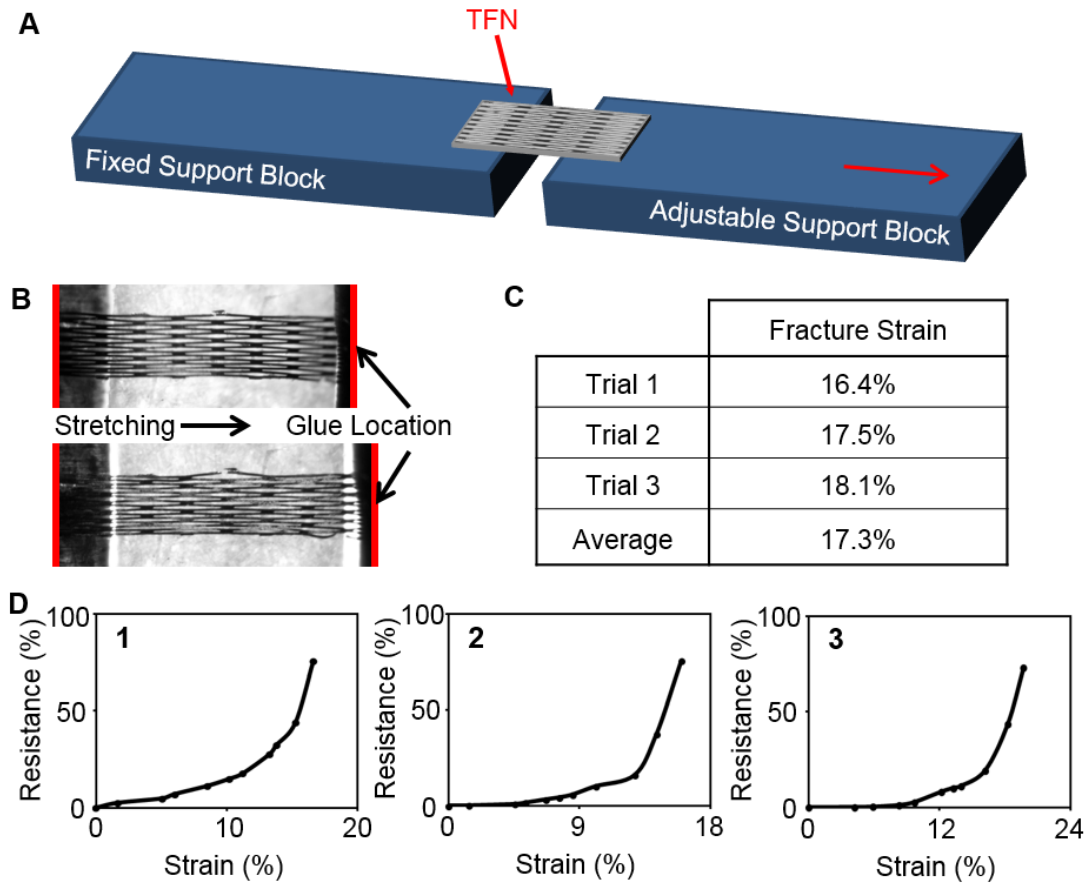 A
TFN
Fixed Support Block
Adjustable Support Block
B
Stretching
Glue Location
C
Fracture Strain
Trial 1 16.4%
Trial 2 17.5%
Trial 3 18.1%
Average 17.3%
D
1
Resistance (%)
100
50
0
0 10 20
Strain (%)
2
Resistance (%)
100
50
0
0 9 18
Strain (%)
3
Resistance (%)
100
50
0
0 12 24
Strain (%)